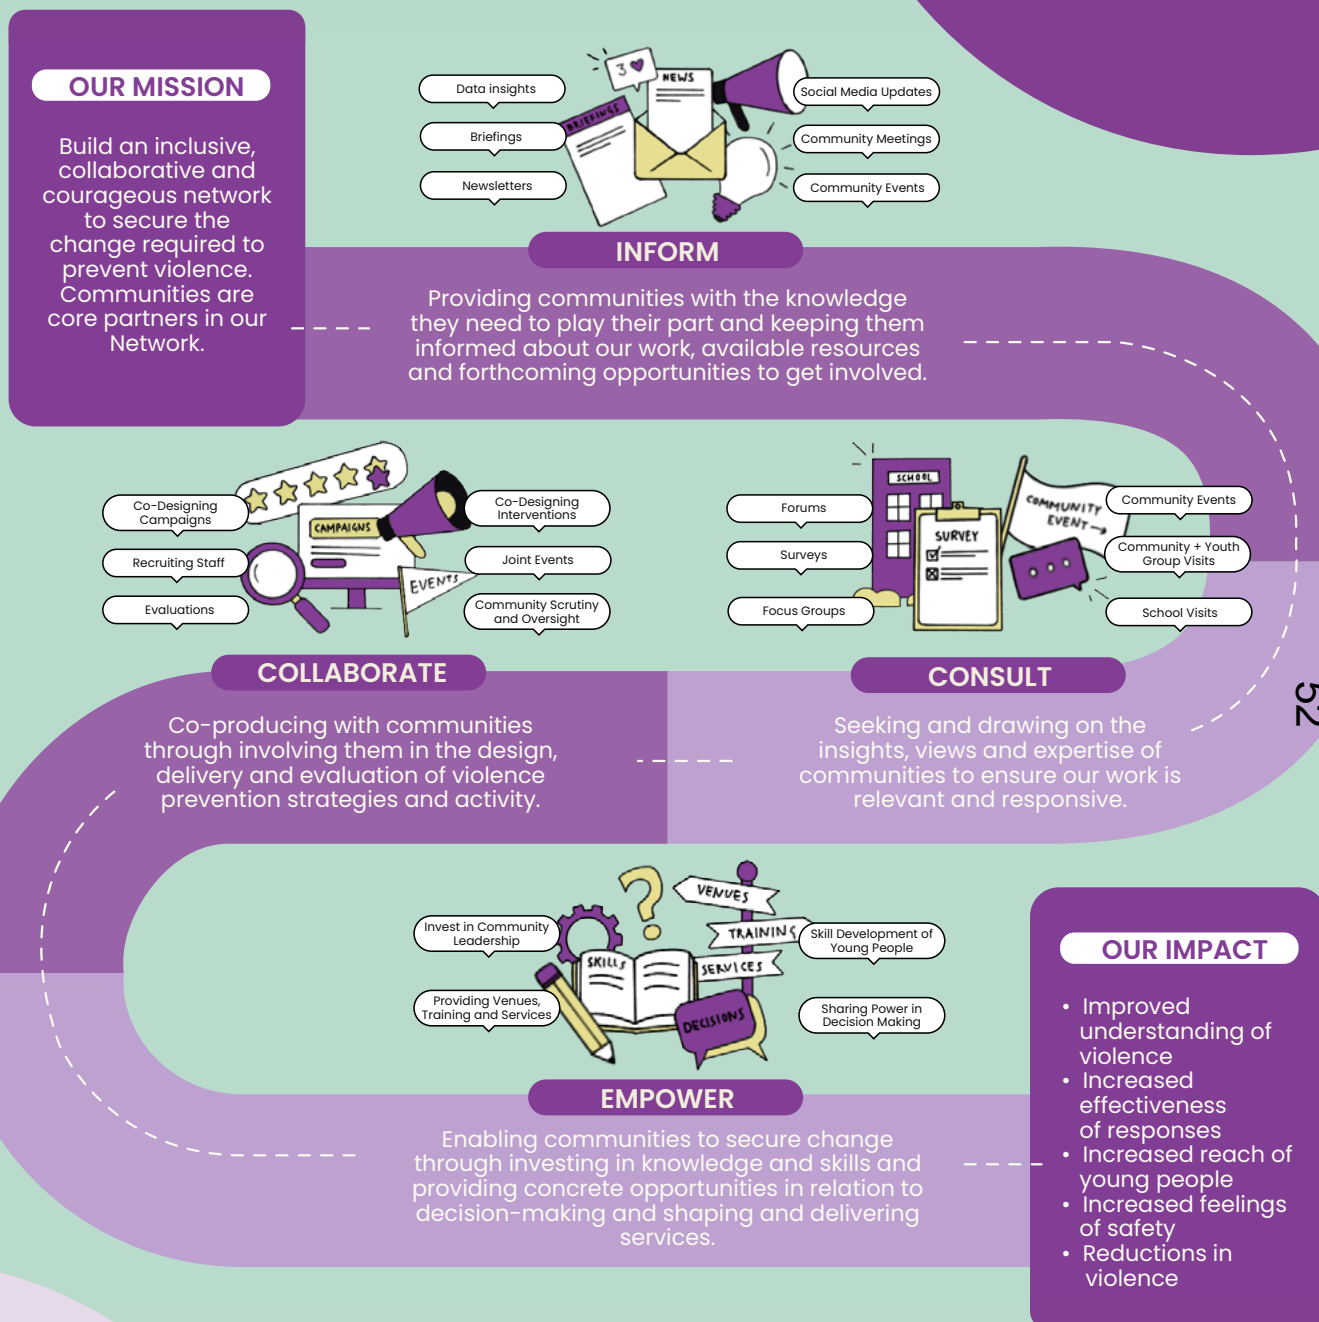 OUR MISSION
Build an inclusive,
collaborative and
courageous network
to secure the
change required to
prevent violence.
Communities are
core partners in our
Network.
Data insights
Briefings
Newsletters
3
NEWS
BRIEFINGS
Social Media Updates
Community Meetings
Community Events
INFORM
Providing communities with the knowledge
they need to play their part and keeping them
informed about our work, available resources
and forthcoming opportunities to get involved.
Forums
Surveys
Focus Groups
SCHOOL
SURVEY
COMMUNITY
EVENT
Community Events
Community + Youth
Group Visits
School Visits
CONSULT
Seeking and drawing on the
insights, views and expertise of
communities to ensure our work is
relevant and responsive.
52
Co-Designing
Campaigns
Recruiting Staff
Evaluations
CAMPAIGNS
EVENTS
Co-Designing
Interventions
Joint Events
Community Scrutiny
and Oversight
COLLABORATE
Co-producing with communities
through involving them in the design,
delivery and evaluation of violence
prevention strategies and activity.
Invest in Community
Leadership
Providing Venues,
Training and Services
?
SKILLS
VENUES
TRAINING
SERVICES
DECISIONS
Skill Development of
Young People
Sharing Power in
Decision Making
EMPOWER
Enabling communities to secure change
through investing in knowledge and skills and
providing concrete opportunities in relation to
decision-making and shaping and delivering
services.
OUR IMPACT
• Improved
understanding of
violence
• Increased
effectiveness
of responses
• Increased reach of
young people
• Increased feelings
of safety
• Reductions in
violence